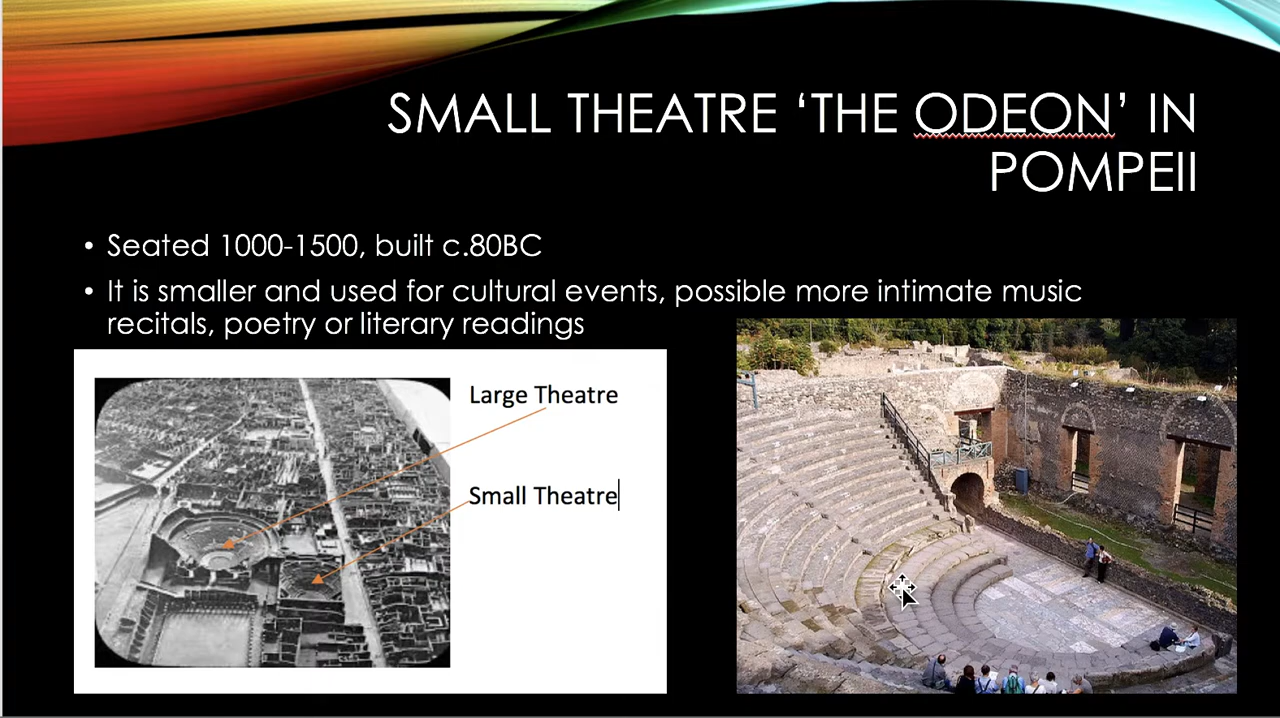 SMALL THEATRE ‘THE ODEON’ IN
POMPEII
• Seated 1000-1500, built c.80BC
• It is smaller and used for cultural events, possible more intimate music
recitals, poetry or literary readings
Large Theatre
Small Theatre